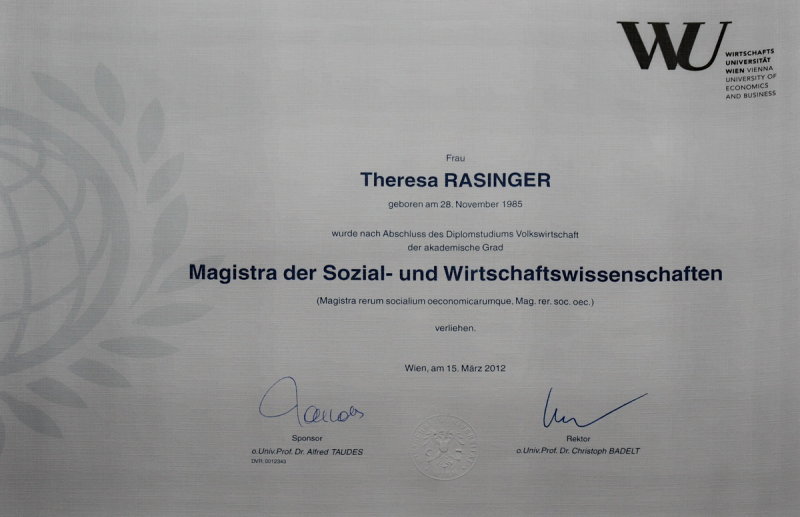 WU
WIRTSCHAFTS
UNIVERSITÄT
WIEN VIENNA
UNIVERSITY OF
ECONOMICS
AND BUSINESS
Frau
Theresa RASINGER
geboren am 28. November 1985
wurde nach Abschluss des Diplomstudiums Volkswirtschaft
der akademische Grad
Magistra der Sozial- und Wirtschaftswissenschaften
(Magistra rerum socialium oeconomicarumque, Mag. rer. soc. oec.)
verliehen.
Wien, am 15. März 2012
Sponsor
o.Univ.Prof. Dr. Alfred TAUDES
DVR: 0012343
Rektor
o.Univ.Prof. Dr. Christoph BADELT